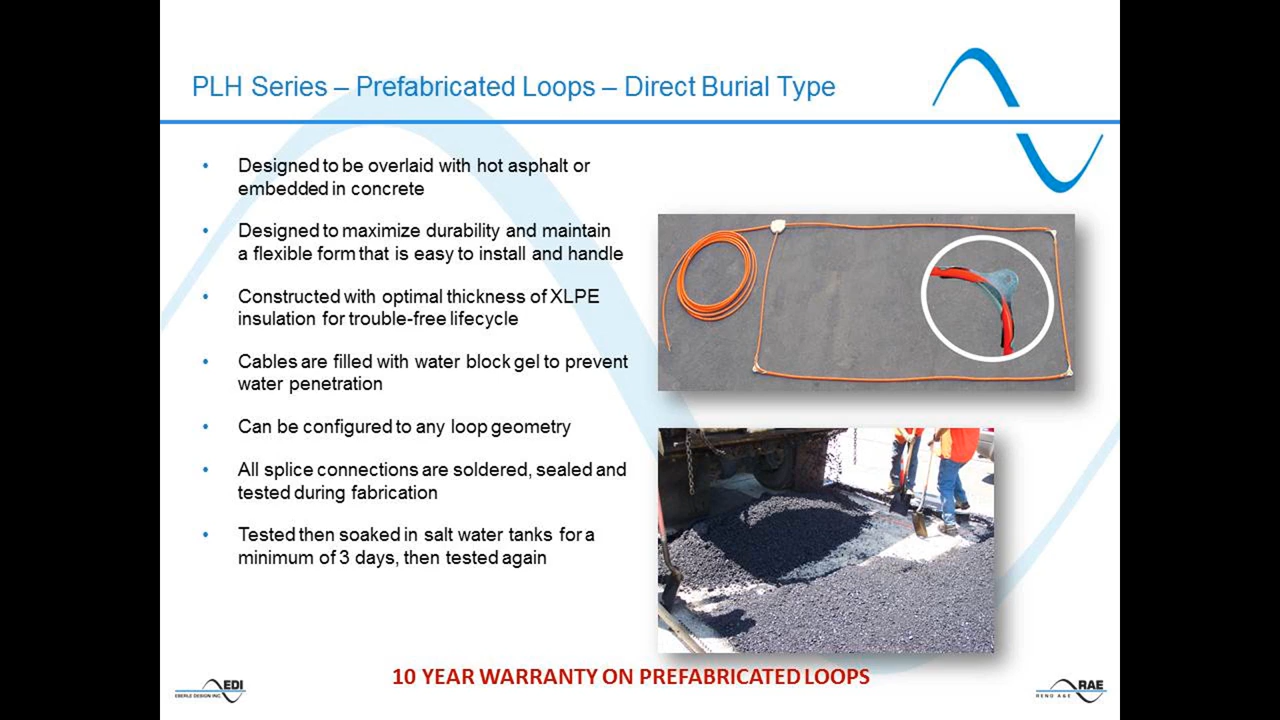 PLH Series – Prefabricated Loops – Direct Burial Type
• Designed to be overlaid with hot asphalt or
embedded in concrete
• Designed to maximize durability and maintain
a flexible form that is easy to install and handle
• Constructed with optimal thickness of XLPE
insulation for trouble-free lifecycle
• Cables are filled with water block gel to prevent
water penetration
• Can be configured to any loop geometry
• All splice connections are soldered, sealed and
tested during fabrication
• Tested then soaked in salt water tanks for a
minimum of 3 days, then tested again
10 YEAR WARRANTY ON PREFABRICATED LOOPS
EDI
EBERLE DESIGN INC.
RAE
RENO A&E